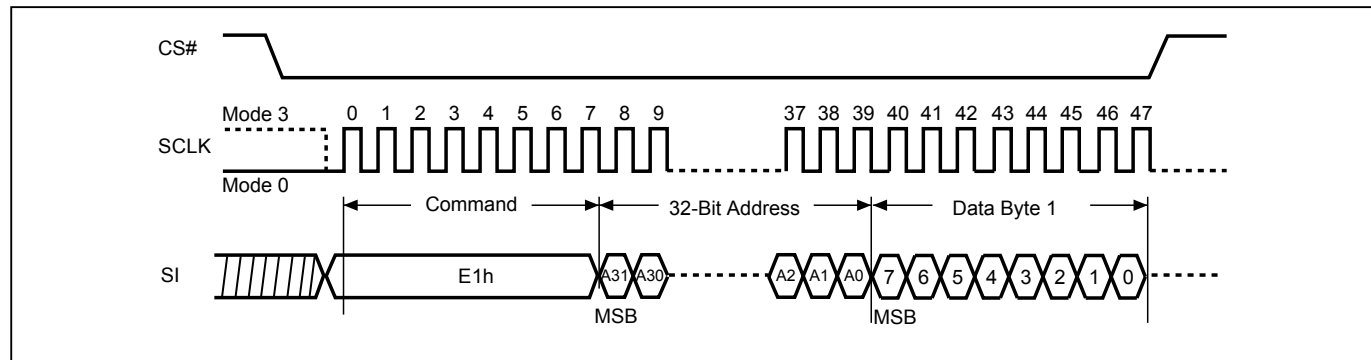 CS#
Mode 3
0 1 2 3 4 5 6 7 8 9 37 38 39 40 41 42 43 44 45 46 47
SCLK
Mode 0
Command 32-Bit Address Data Byte 1
SI E1h A31 A30 A2 A1 A0 7 6 5 4 3 2 1 0
MSB MSB